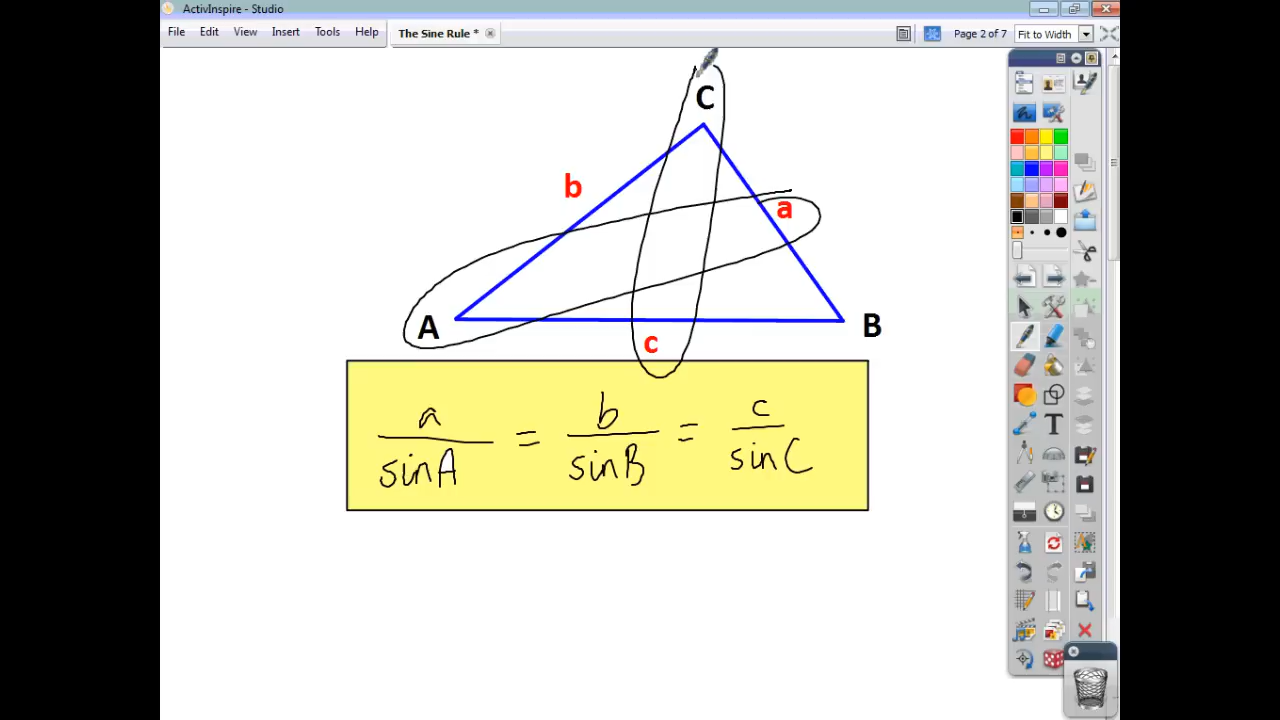 ActivInspire - Studio
File Edit View Insert Tools Help The Sine Rule * Page 2 of 7 Fit to Width
C
b
a
A
B
c
a/sinA = b/sinB = c/sinC